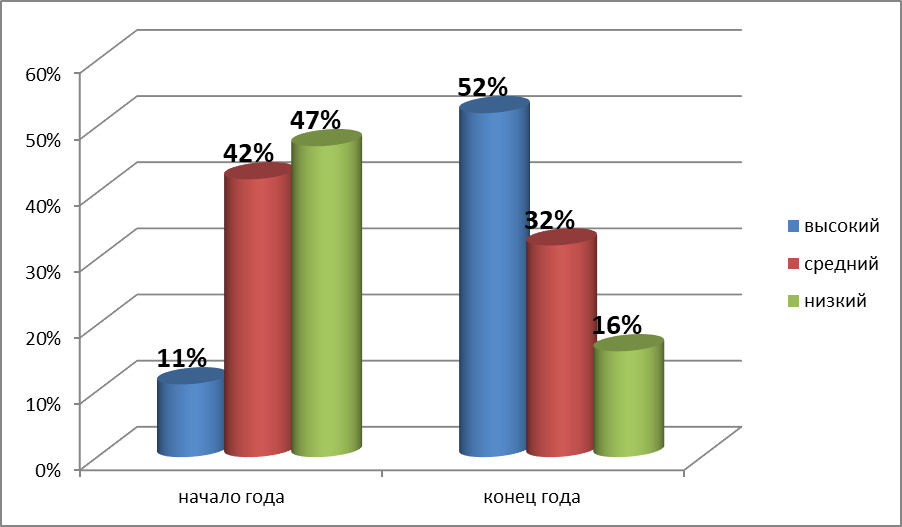 60%
50%
40%
30%
20%
10%
0%
11%
42%
47%
52%
32%
16%
начало года
конец года
высокий
средний
низкий